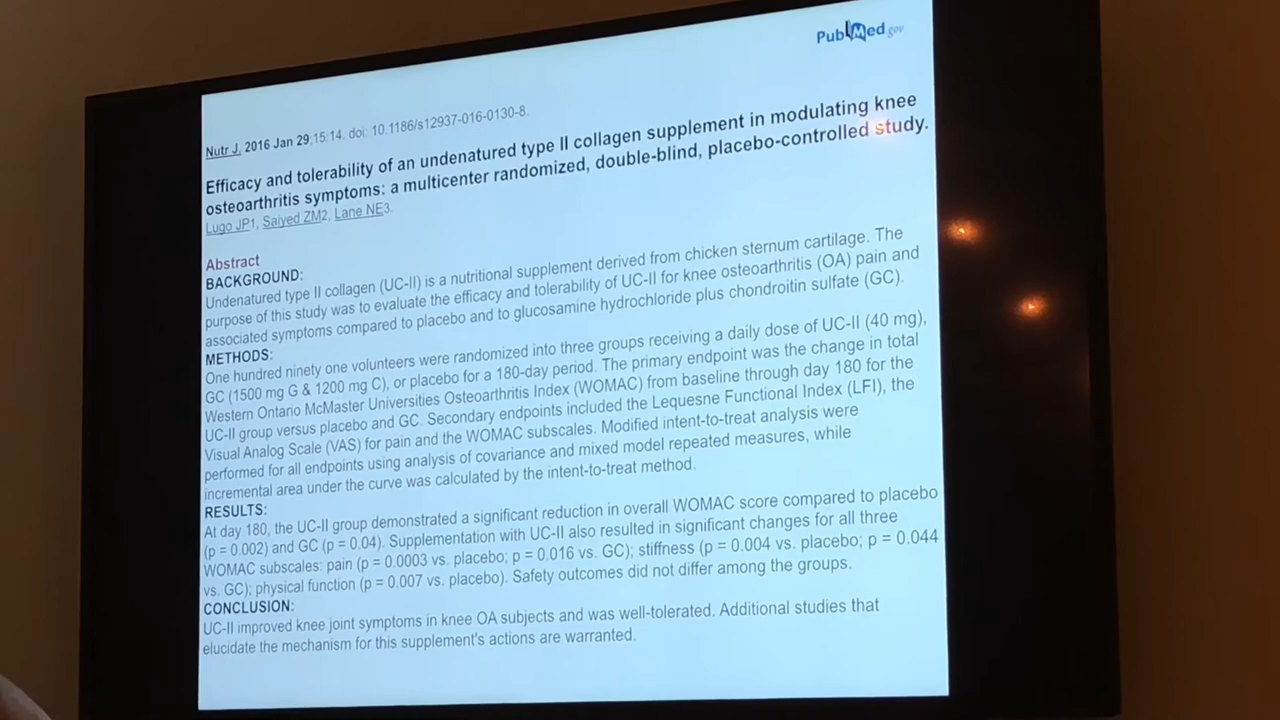 PubMed.gov
Nutr J. 2016 Jan 29;15:14. doi: 10.1186/s12937-016-0130-8.
Efficacy and tolerability of an undenatured type II collagen supplement in modulating knee
osteoarthritis symptoms: a multicenter randomized, double-blind, placebo-controlled study.
Lugo JP1, Saiyed ZM2, Lane NE3.
Abstract
BACKGROUND:
Undenatured type II collagen (UC-II) is a nutritional supplement derived from chicken sternum cartilage. The
purpose of this study was to evaluate the efficacy and tolerability of UC-II for knee osteoarthritis (OA) pain and
associated symptoms compared to placebo and to glucosamine hydrochloride plus chondroitin sulfate (GC).
METHODS:
One hundred ninety one volunteers were randomized into three groups receiving a daily dose of UC-II (40 mg),
GC (1500 mg G & 1200 mg C), or placebo for a 180-day period. The primary endpoint was the change in total
Western Ontario McMaster Universities Osteoarthritis Index (WOMAC) from baseline through day 180 for the
UC-II group versus placebo and GC. Secondary endpoints included the Lequesne Functional Index (LFI), the
Visual Analog Scale (VAS) for pain and the WOMAC subscales. Modified intent-to-treat analysis were
performed for all endpoints using analysis of covariance and mixed model repeated measures, while
incremental area under the curve was calculated by the intent-to-treat method.
RESULTS:
At day 180, the UC-II group demonstrated a significant reduction in overall WOMAC score compared to placebo
(p = 0.002) and GC (p = 0.04). Supplementation with UC-II also resulted in significant changes for all three
WOMAC subscales: pain (p = 0.0003 vs. placebo; p = 0.016 vs. GC); stiffness (p = 0.004 vs. placebo; p = 0.044
vs. GC); physical function (p = 0.007 vs. placebo). Safety outcomes did not differ among the groups.
CONCLUSION:
UC-II improved knee joint symptoms in knee OA subjects and was well-tolerated. Additional studies that
elucidate the mechanism for this supplement's actions are warranted.